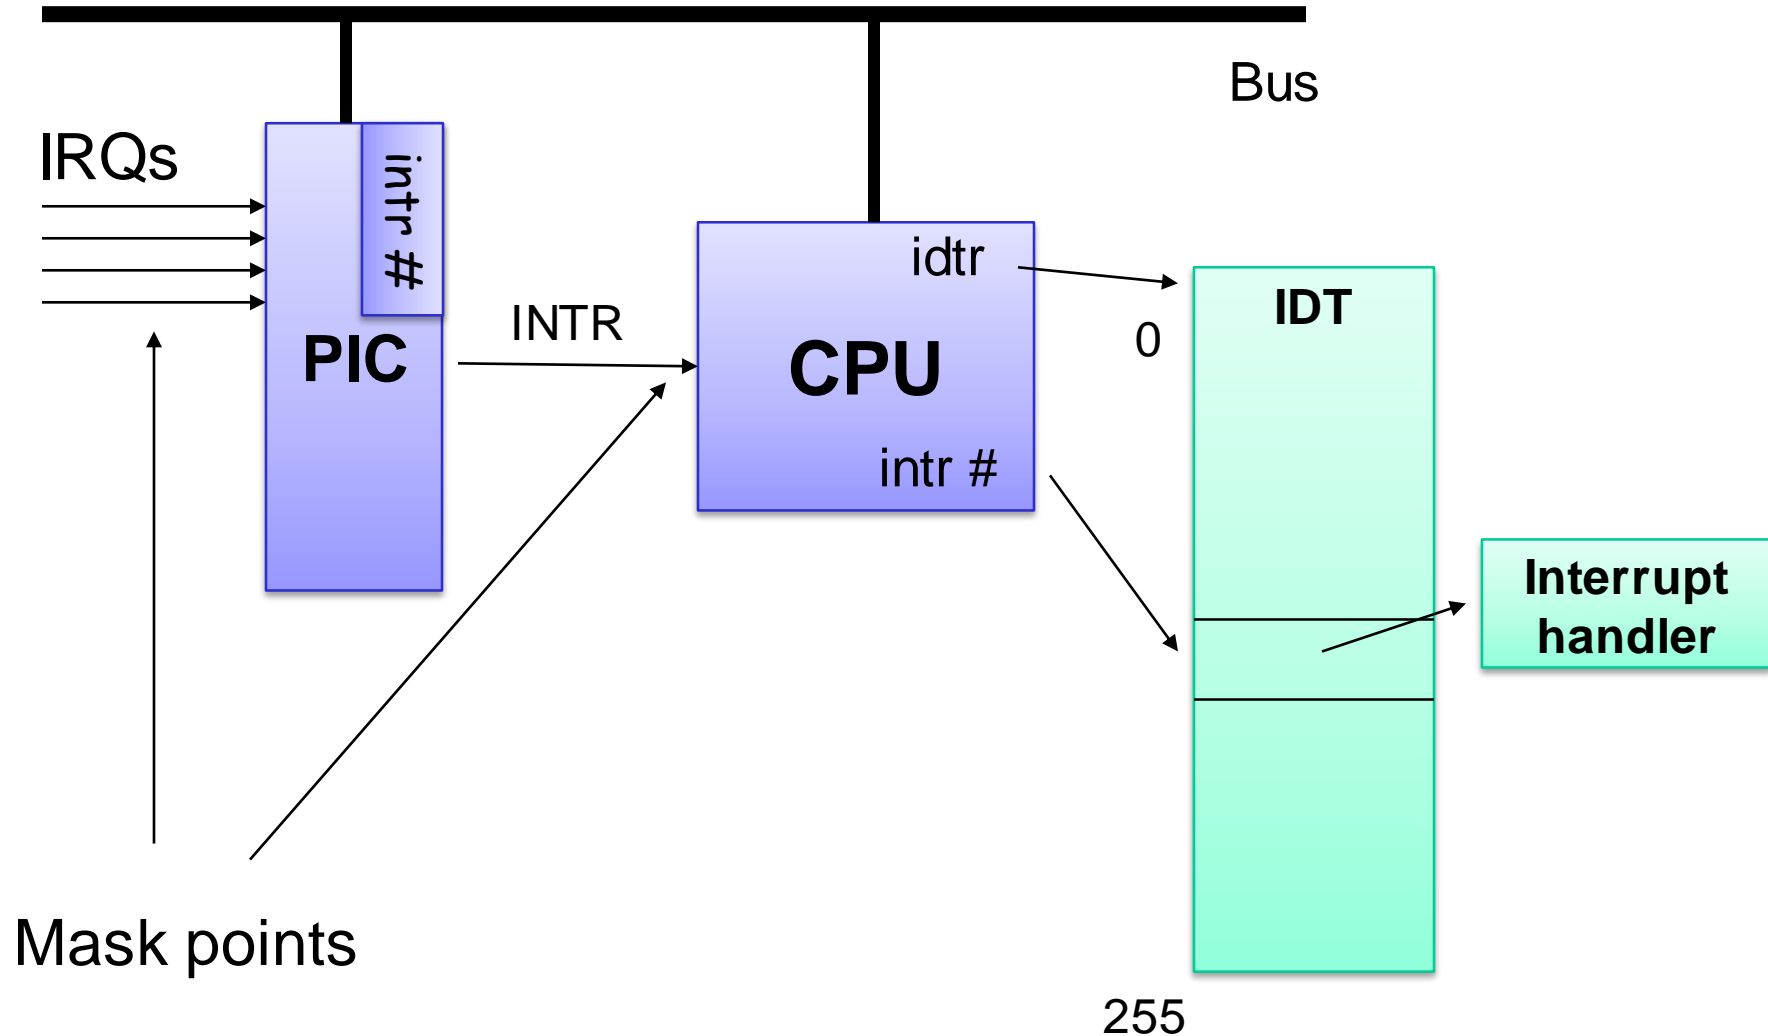 Bus
IRQs
intr #
idtr
IDT
INTR
0
PIC
CPU
intr #
Interrupt
handler
Mask points
255